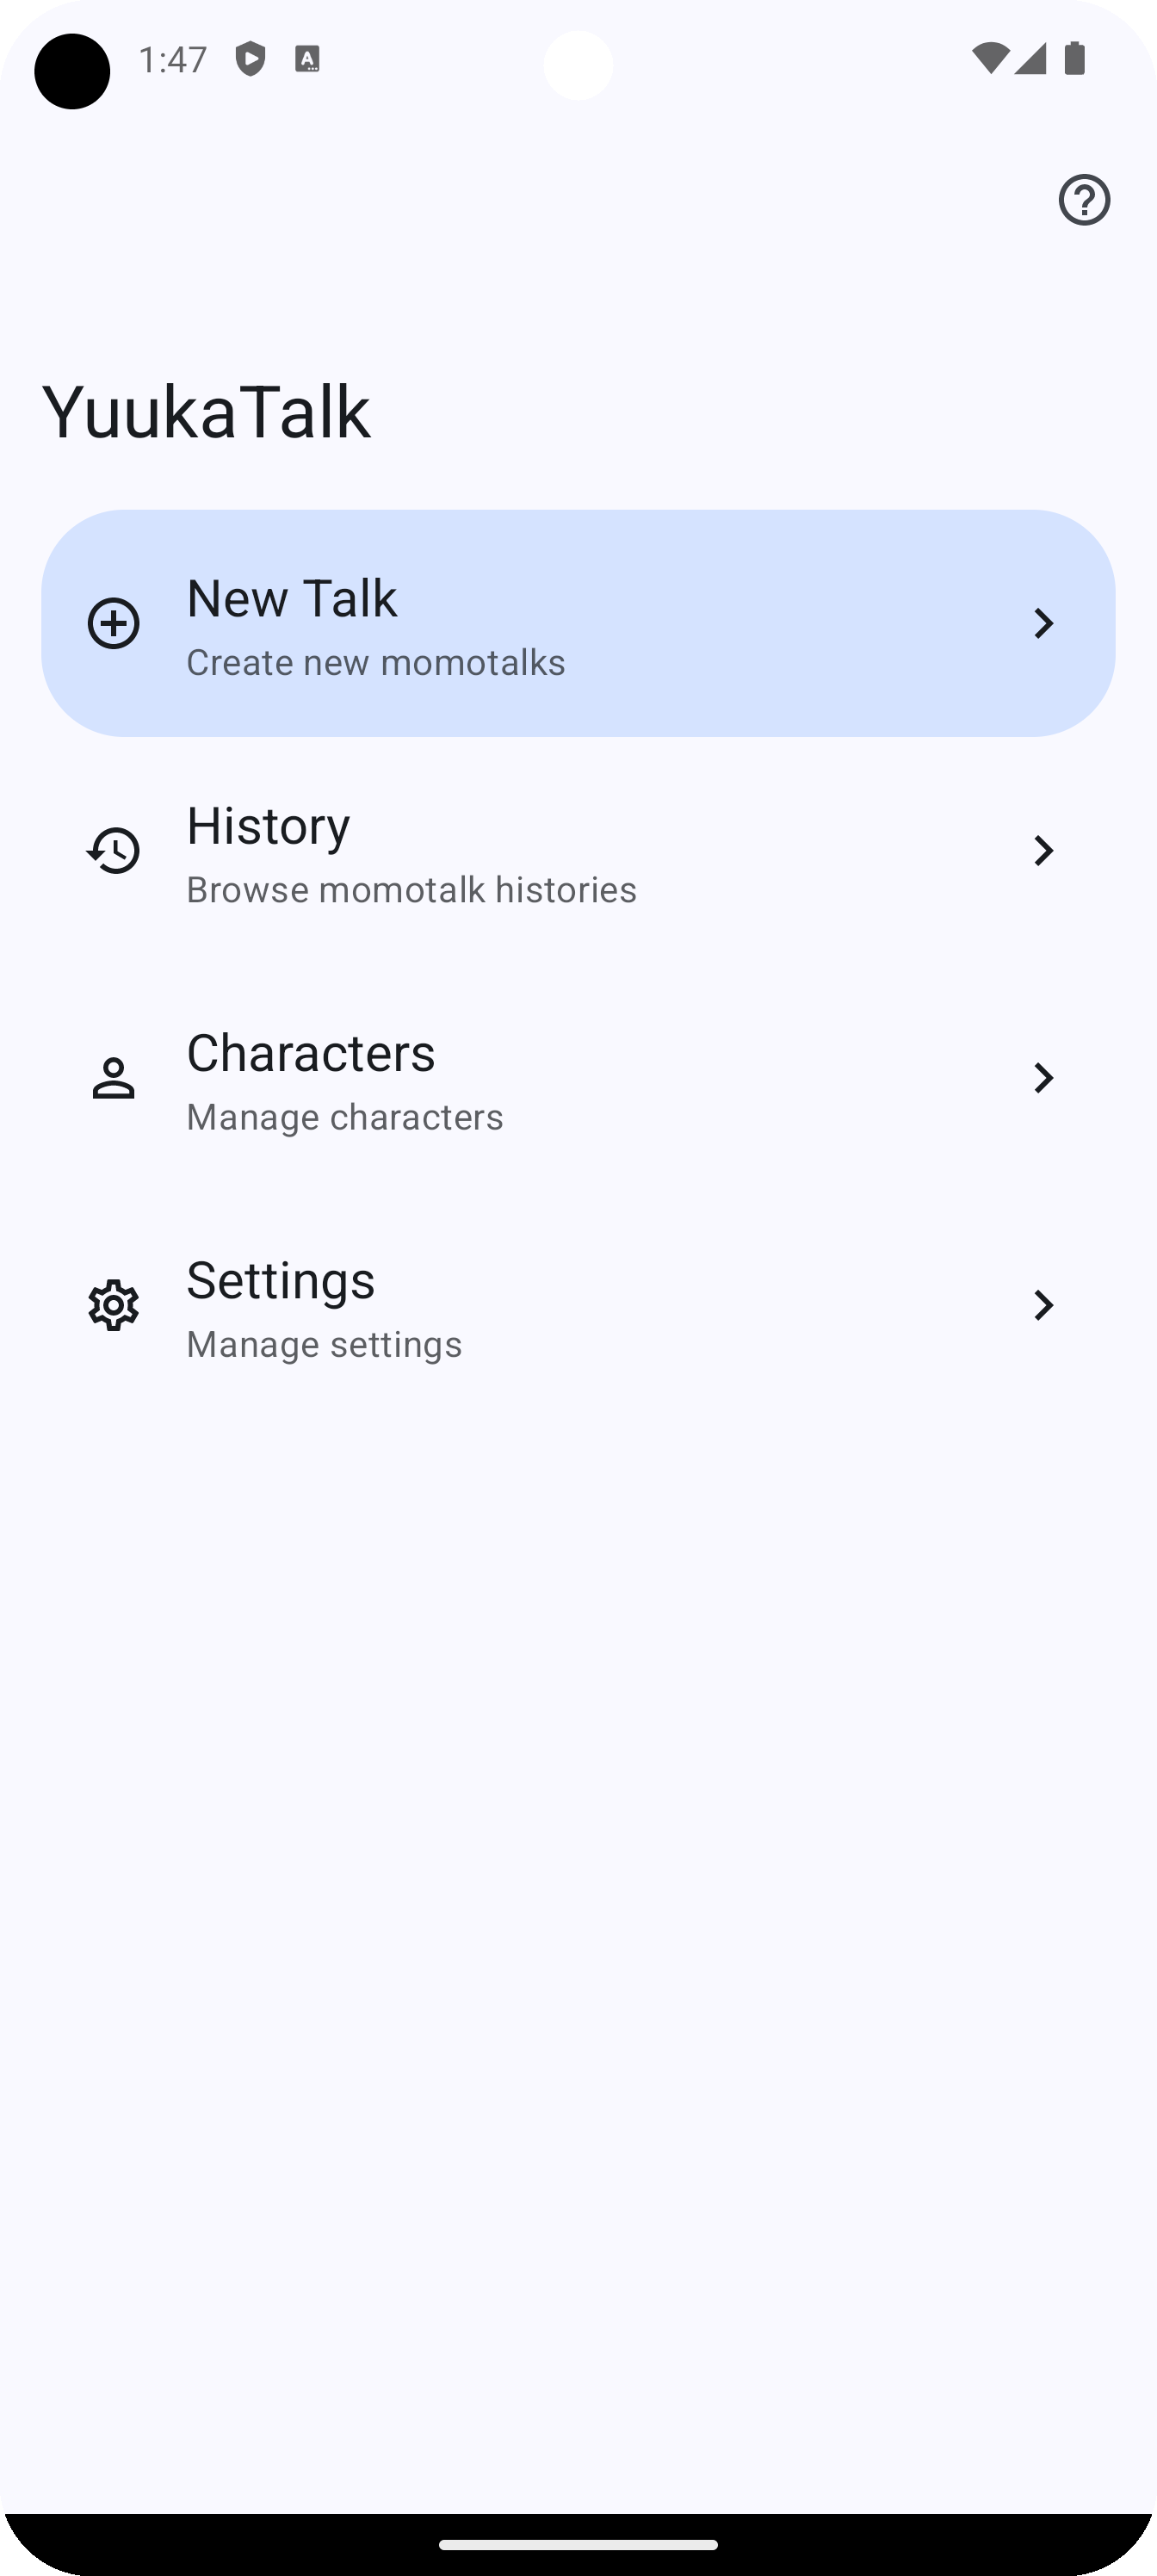 1:47
YuukaTalk
New Talk
Create new momotalks
History
Browse momotalk histories
Characters
Manage characters
Settings
Manage settings